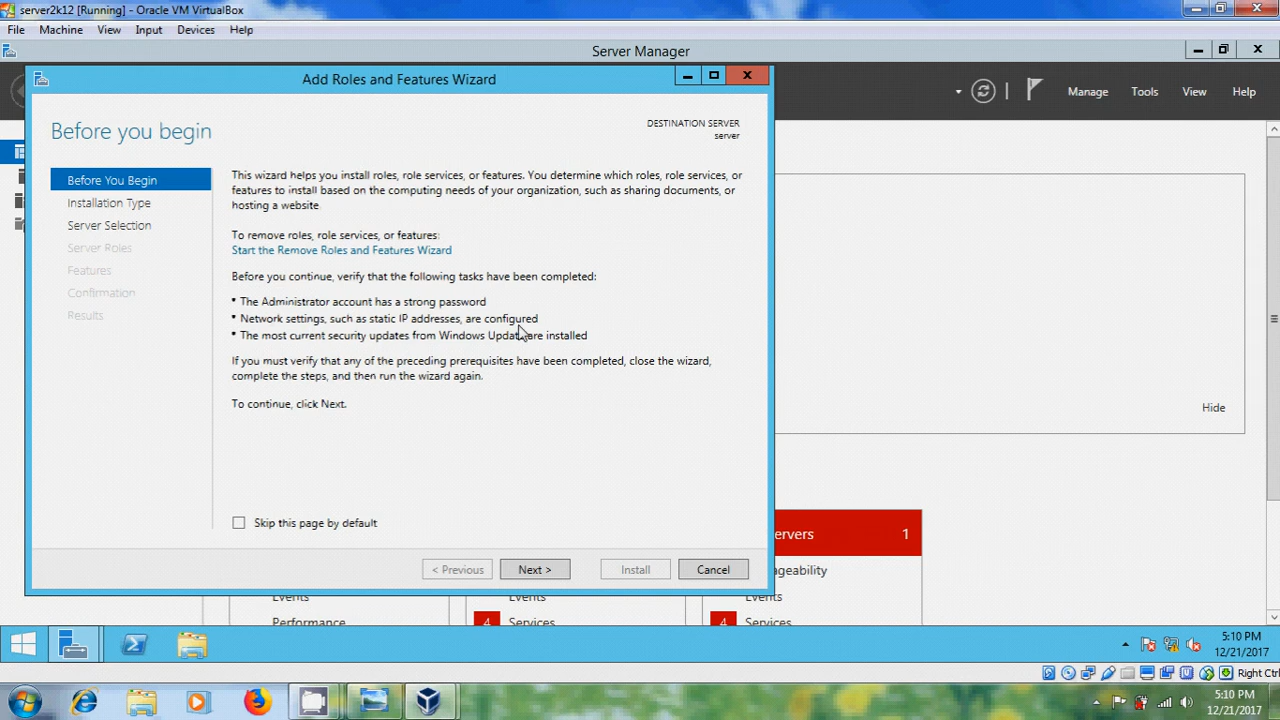 server2k12 [Running] - Oracle VM VirtualBox
File Machine View Input Devices Help
Server Manager
Manage Tools View Help
Add Roles and Features Wizard
Before you begin
DESTINATION SERVER
server
Before You Begin
Installation Type
Server Selection
Server Roles
Features
Confirmation
Results
This wizard helps you install roles, role services, or features. You determine which roles, role services, or
features to install based on the computing needs of your organization, such as sharing documents, or
hosting a website.
To remove roles, role services, or features:
Start the Remove Roles and Features Wizard
Before you continue, verify that the following tasks have been completed:
• The Administrator account has a strong password
• Network settings, such as static IP addresses, are configured
• The most current security updates from Windows Update are installed
If you must verify that any of the preceding prerequisites have been completed, close the wizard,
complete the steps, and then run the wizard again.
To continue, click Next.
Skip this page by default
< Previous Next > Install Cancel
Hide
ervers 1
ageability
Events Events Events
Performance 4 Services 4 Services
5:10 PM
12/21/2017
Right Ctrl
5:10 PM
12/21/2017